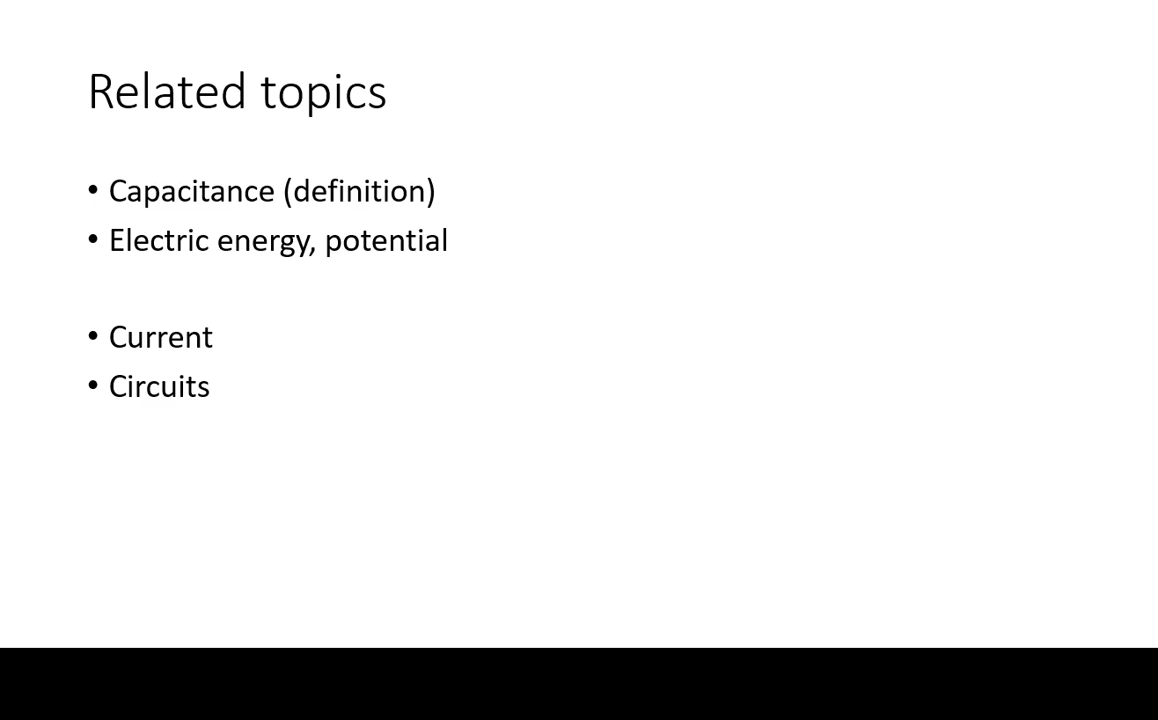 Related topics
• Capacitance (definition)
• Electric energy, potential
• Current
• Circuits